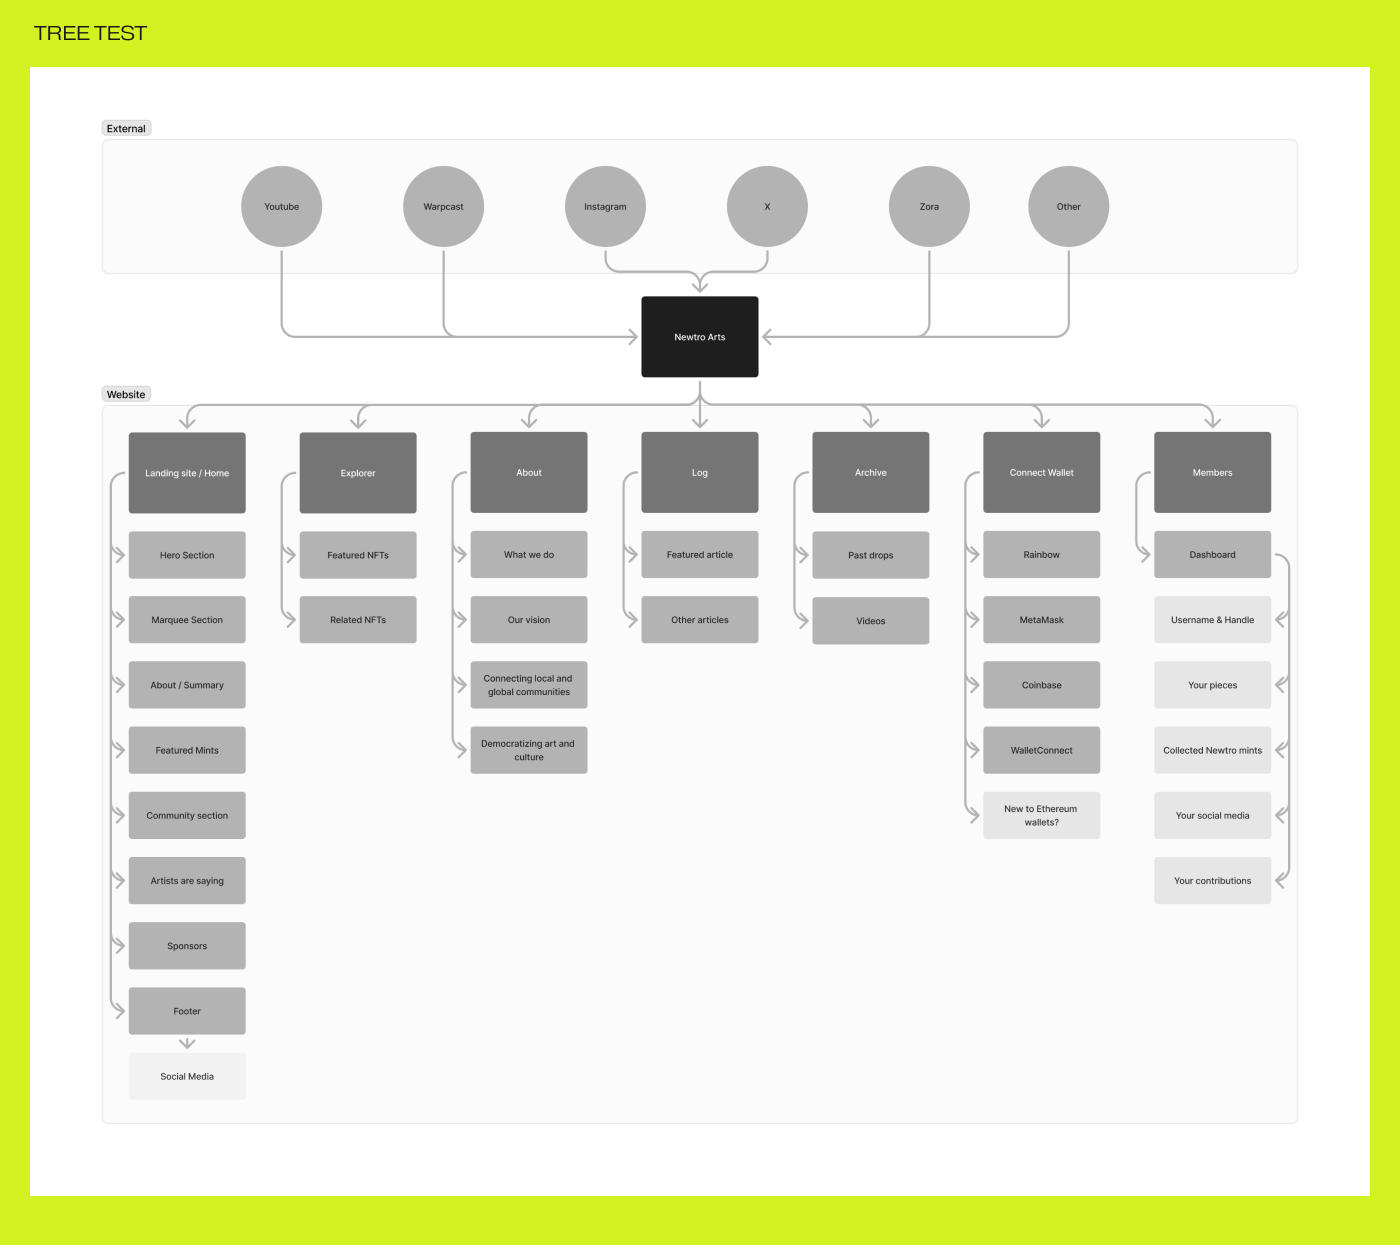 TREE TEST
External
Youtube
Warpcast
Instagram
X
Zora
Other
Newtro Arts
Website
Landing site / Home
Hero Section
Marquee Section
About / Summary
Featured Mints
Community section
Artists are saying
Sponsors
Footer
Social Media
Explorer
Featured NFTs
Related NFTs
About
What we do
Our vision
Connecting local and
global communities
Democratizing art and
culture
Log
Featured article
Other articles
Archive
Past drops
Videos
Connect Wallet
Rainbow
MetaMask
Coinbase
WalletConnect
New to Ethereum
wallets?
Members
Dashboard
Username & Handle
Your pieces
Collected Newtro mints
Your social media
Your contributions